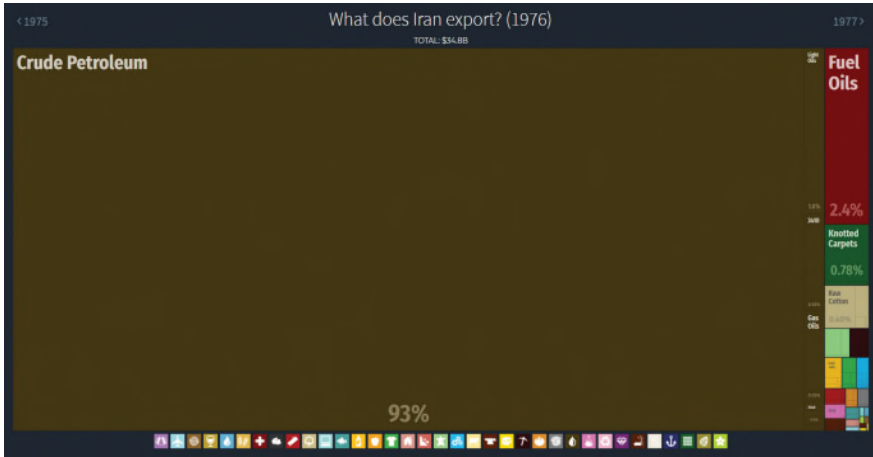 <1975
What does Iran export? (1976)
1977>
TOTAL: $34.8B
Crude Petroleum
93%
Fuel
Oils
2.4%
Knotted
Carpets
0.78%
Raw
Cotton
Gas
Oils